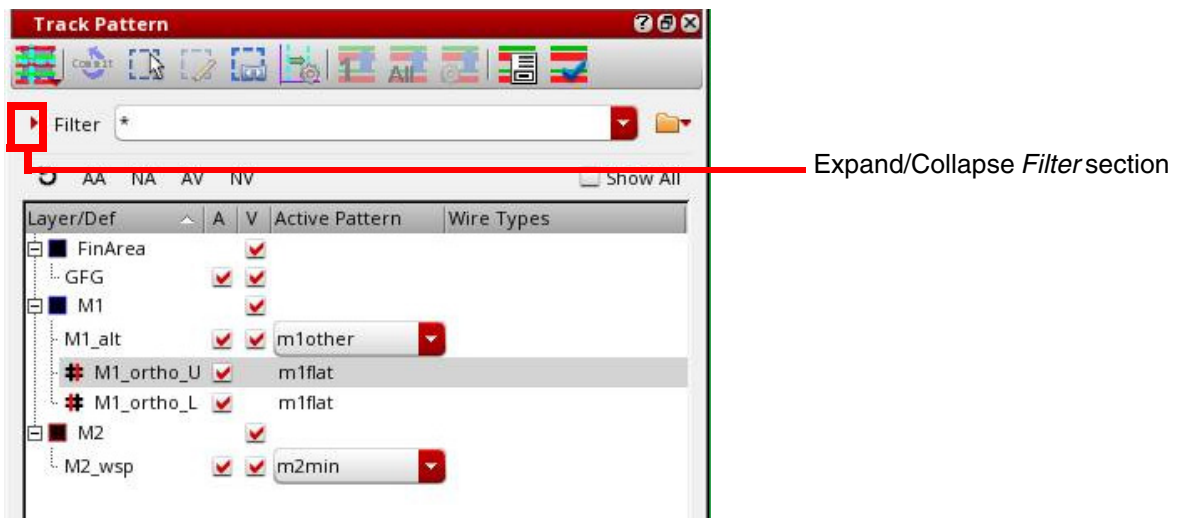 Track Pattern
Commit 1 All
Filter *
Expand/Collapse Filter section
AA NA AV NV Show All
Layer/Def A V Active Pattern Wire Types
FinArea
GFG
M1
M1_alt m1other
M1_ortho_U m1flat
M1_ortho_L m1flat
M2
M2_wsp m2min